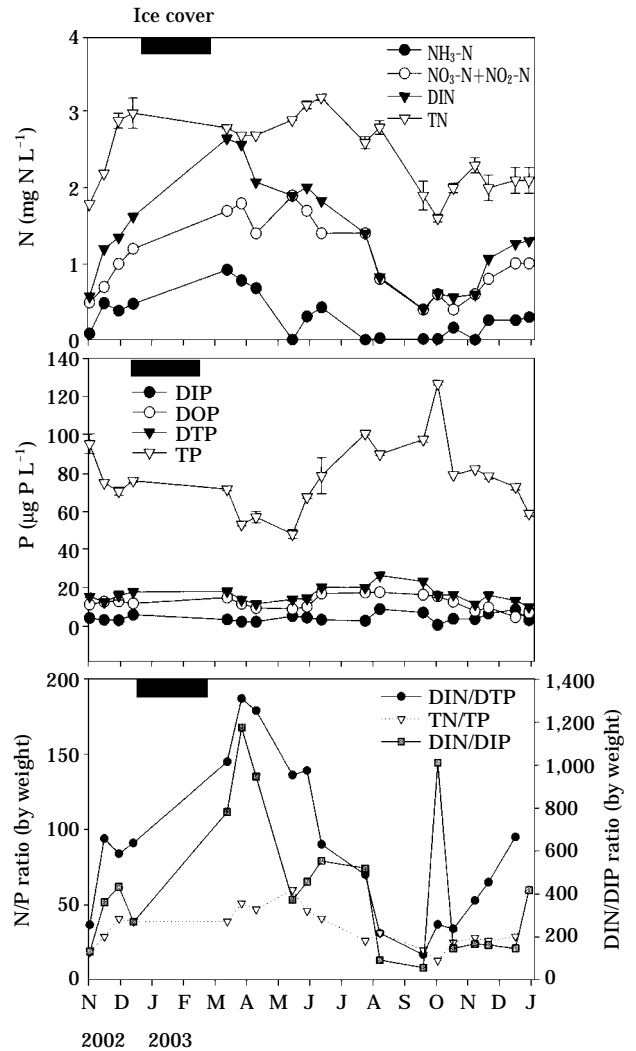 Ice cover
4
3
2
1
0
N (mg N L⁻¹)
NH₃-N
NO₃-N+NO₂-N
DIN
TN
140
120
100
80
60
40
20
0
P (μg P L⁻¹)
DIP
DOP
DTP
TP
200
150
100
50
0
N/P ratio (by weight)
DIN/DTP
TN/TP
DIN/DIP
1,400
1,200
1,000
800
600
400
200
0
DIN/DIP ratio (by weight)
N D J F M A M J J A S O N D J
2002 2003